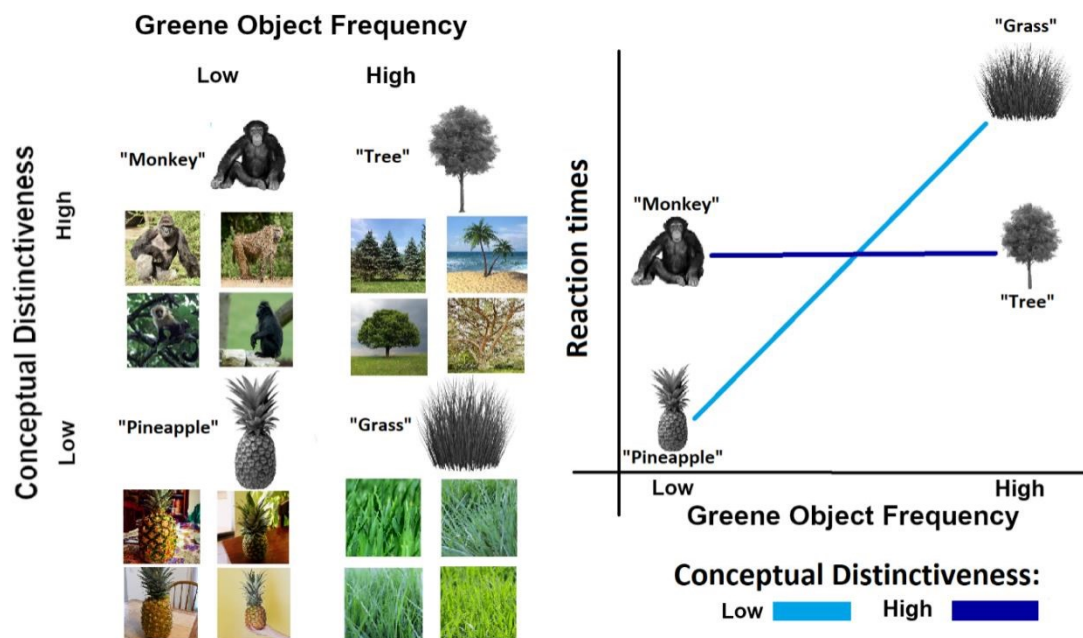 Greene Object Frequency
Low High
Conceptual Distinctiveness
HIgh
"Monkey" "Tree"
Low
"Pineapple" "Grass"
"Grass"
Reaction times
"Monkey"
"Tree"
"Pineapple"
Low High
Greene Object Frequency
Conceptual Distinctiveness:
Low High